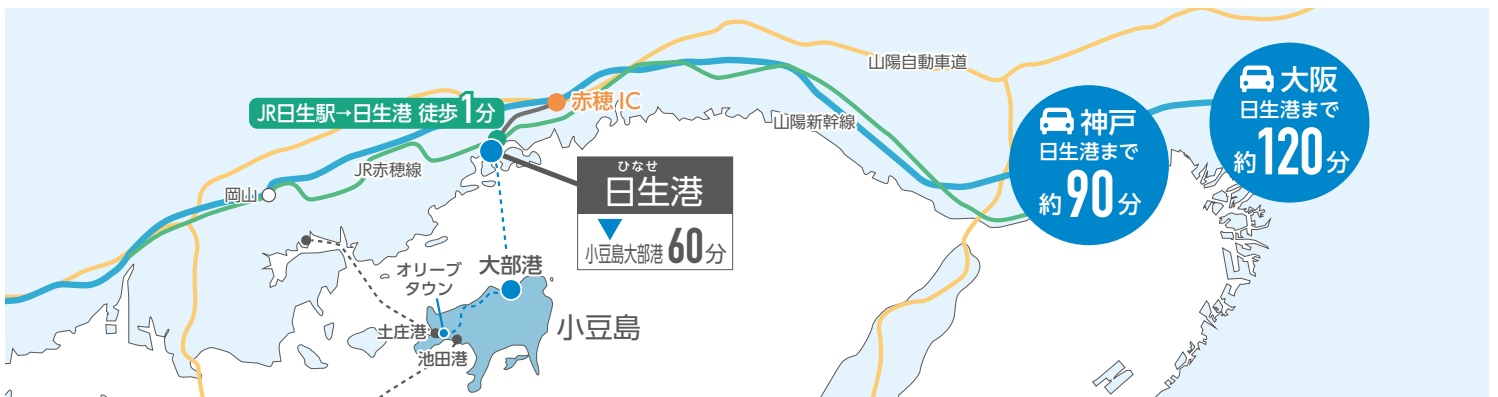 山陽自動車道
大阪
日生港まで
約120分
神戸
日生港まで
約90分
赤穂IC
JR日生駅→日生港 徒歩1分
山陽新幹線
JR赤穂線
ひなせ
日生港
小豆島大部港 60分
岡山
オリーブ
タウン
大部港
小豆島
土庄港
池田港